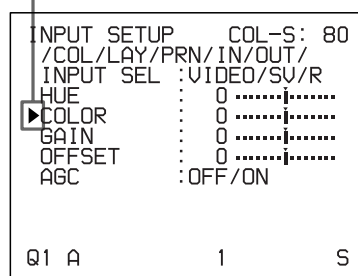 INPUT SETUP COL-S: 80
/COL/LAY/PRN/IN/OUT/
INPUT SEL :VIDEO/SV/R
HUE : 0
COLOR : 0
GAIN : 0
OFFSET : 0
AGC :OFF/ON
Q1 A 1 S